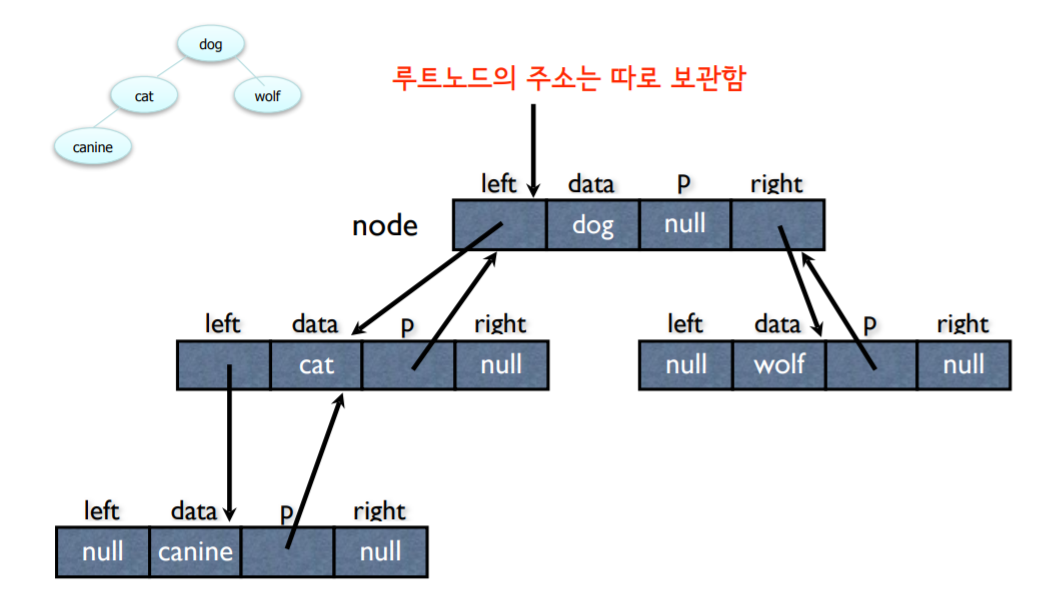 dog
cat
wolf
canine
루트노드의 주소는 따로 보관함
left data p right
node dog null
left data p right
cat null
left data p right
null wolf null
left data p right
null canine null